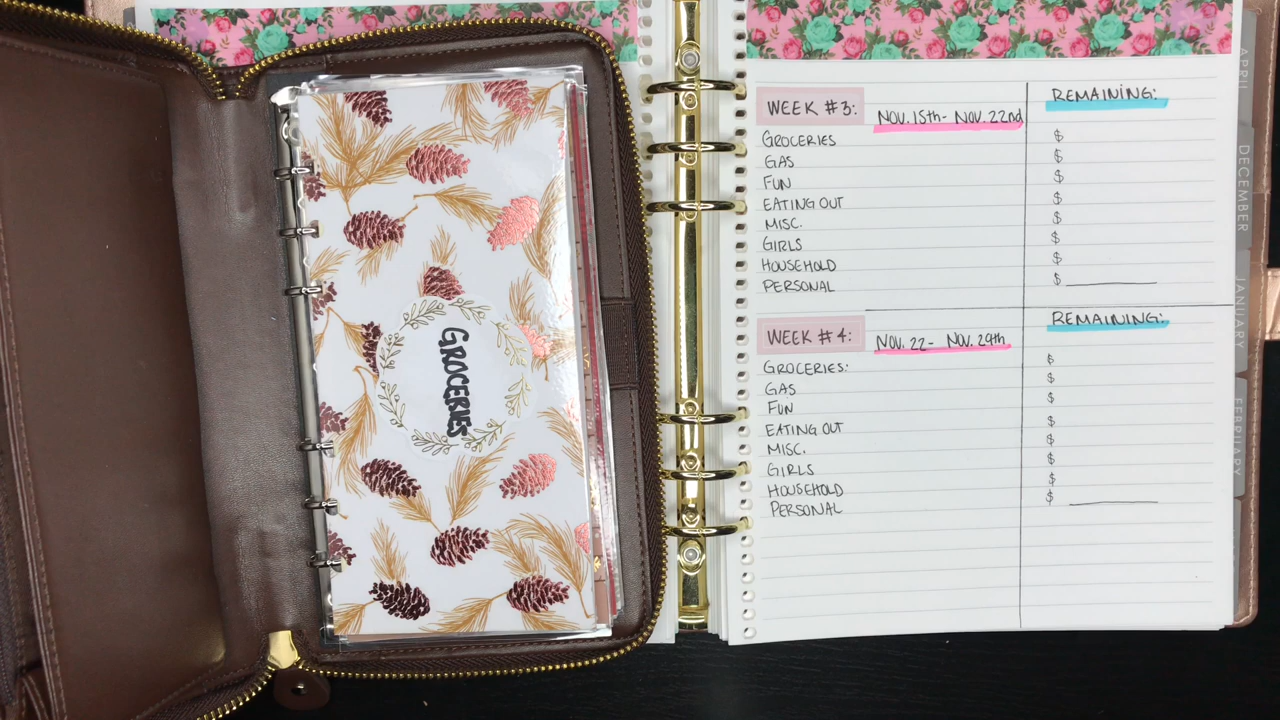 GROCERIES
WEEK #3: NOV. 15th - NOV. 22nd REMAINING:
GROCERIES $
GAS $
FUN $
EATING OUT $
MISC. $
GIRLS $
HOUSEHOLD $
PERSONAL $
WEEK #4: NOV. 22 - NOV. 29th REMAINING:
GROCERIES: $
GAS $
FUN $
EATING OUT $
MISC. $
GIRLS $
HOUSEHOLD $
PERSONAL $
APRIL
DECEMBER
JANUARY
FEBRUARY